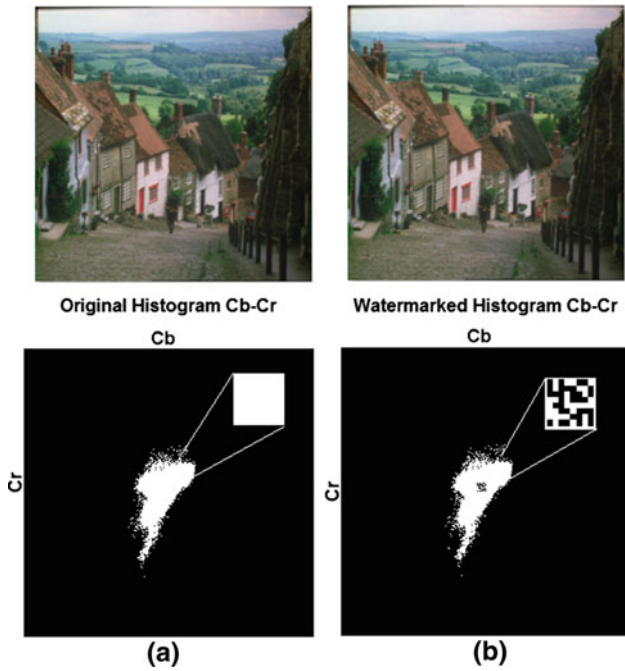 Original Histogram Cb-Cr
Watermarked Histogram Cb-Cr
Cb
Cb
Cr
Cr
(a)
(b)